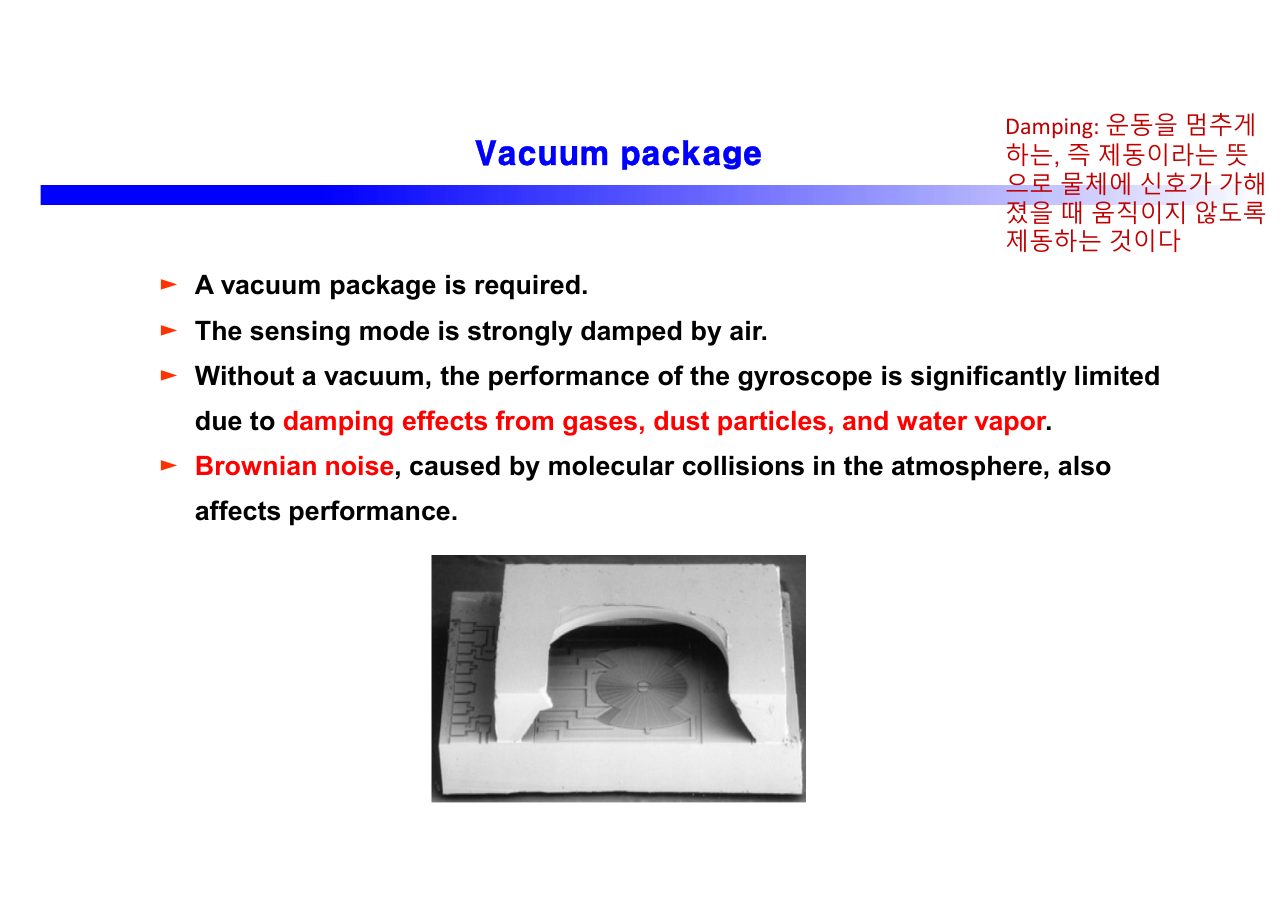 Vacuum package
Damping: 운동을 멈추게
하는, 즉 제동이라는 뜻
으로 물체에 신호가 가해
졌을 때 움직이지 않도록
제동하는 것이다
► A vacuum package is required.
► The sensing mode is strongly damped by air.
► Without a vacuum, the performance of the gyroscope is significantly limited
due to damping effects from gases, dust particles, and water vapor.
► Brownian noise, caused by molecular collisions in the atmosphere, also
affects performance.